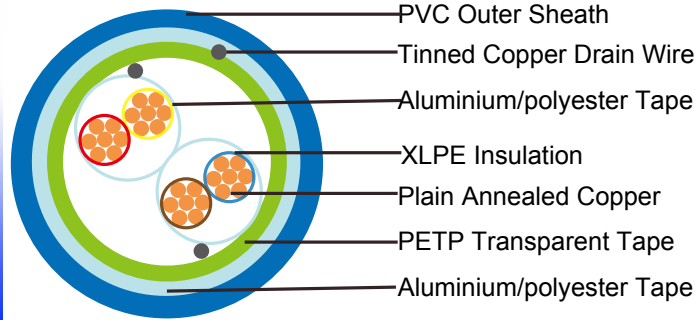 PVC Outer Sheath
Tinned Copper Drain Wire
Aluminium/polyester Tape
XLPE Insulation
Plain Annealed Copper
PETP Transparent Tape
Aluminium/polyester Tape